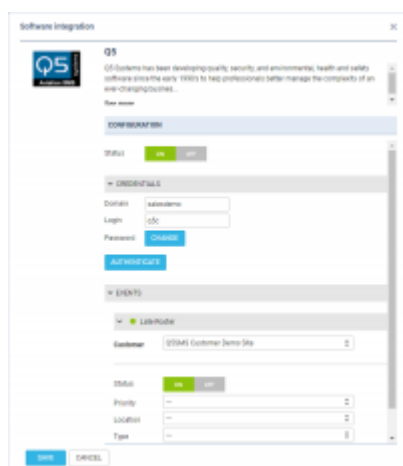 Software integration
Q5
Q5
Q5 Systems has been developing quality, security, and environmental, health and safety
software since the early 1990's to help professionals better manage the complexity of an
ever-changing busines...
See more
CONFIGURATION
Status ON OFF
CREDENTIALS
Domain salesdemo
Login
Password CHANGE
AUTHENTICATE
EVENTS
Customer Q5SMS Customer Demo Site
Status ON OFF
Priority ---
Location ---
Type ---
SAVE CANCEL